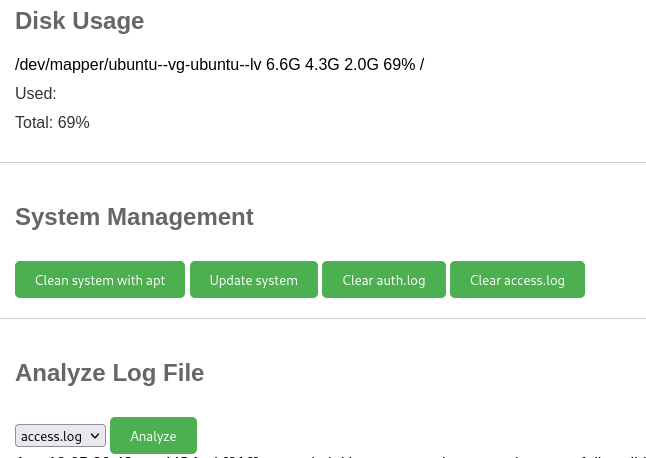 Disk Usage
/dev/mapper/ubuntu--vg-ubuntu--lv 6.6G 4.3G 2.0G 69% /
Used:
Total: 69%
System Management
Clean system with apt
Update system
Clear auth.log
Clear access.log
Analyze Log File
access.log
Analyze